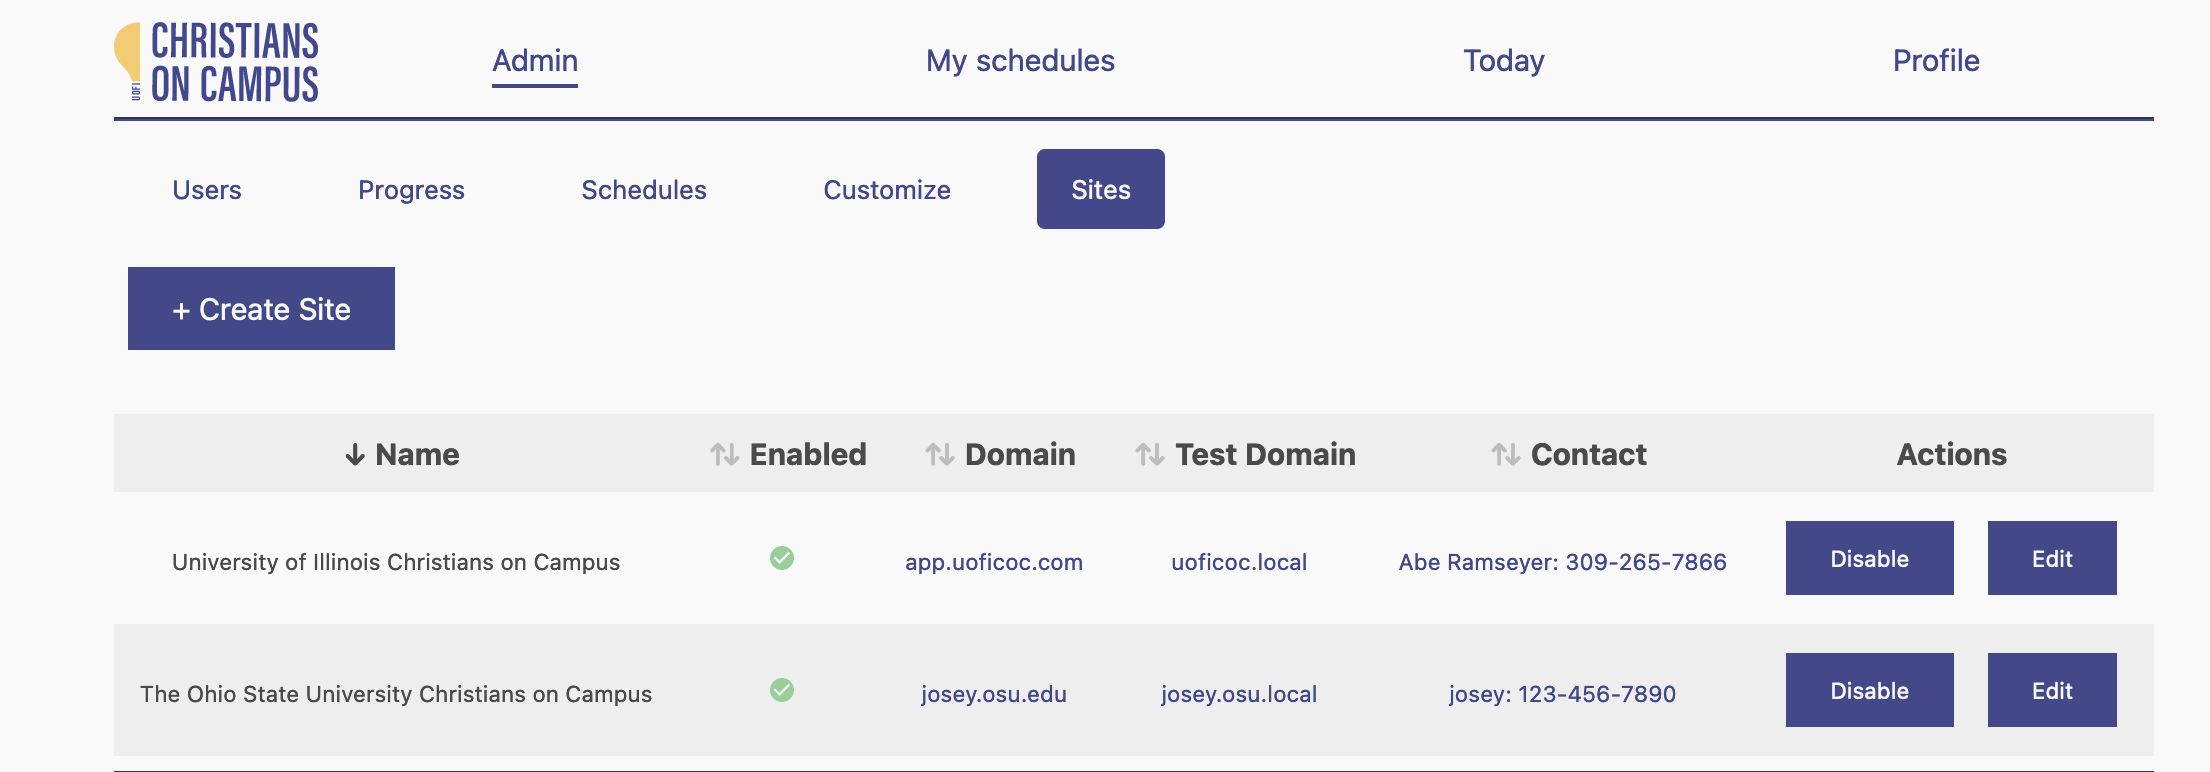 CHRISTIANS
ON CAMPUS
UOFI
Admin
My schedules
Today
Profile
Users
Progress
Schedules
Customize
Sites
+ Create Site
Name
Enabled
Domain
Test Domain
Contact
Actions
University of Illinois Christians on Campus
app.uoficoc.com
uoficoc.local
Abe Ramseyer: 309-265-7866
Disable
Edit
The Ohio State University Christians on Campus
josey.osu.edu
josey.osu.local
josey: 123-456-7890
Disable
Edit